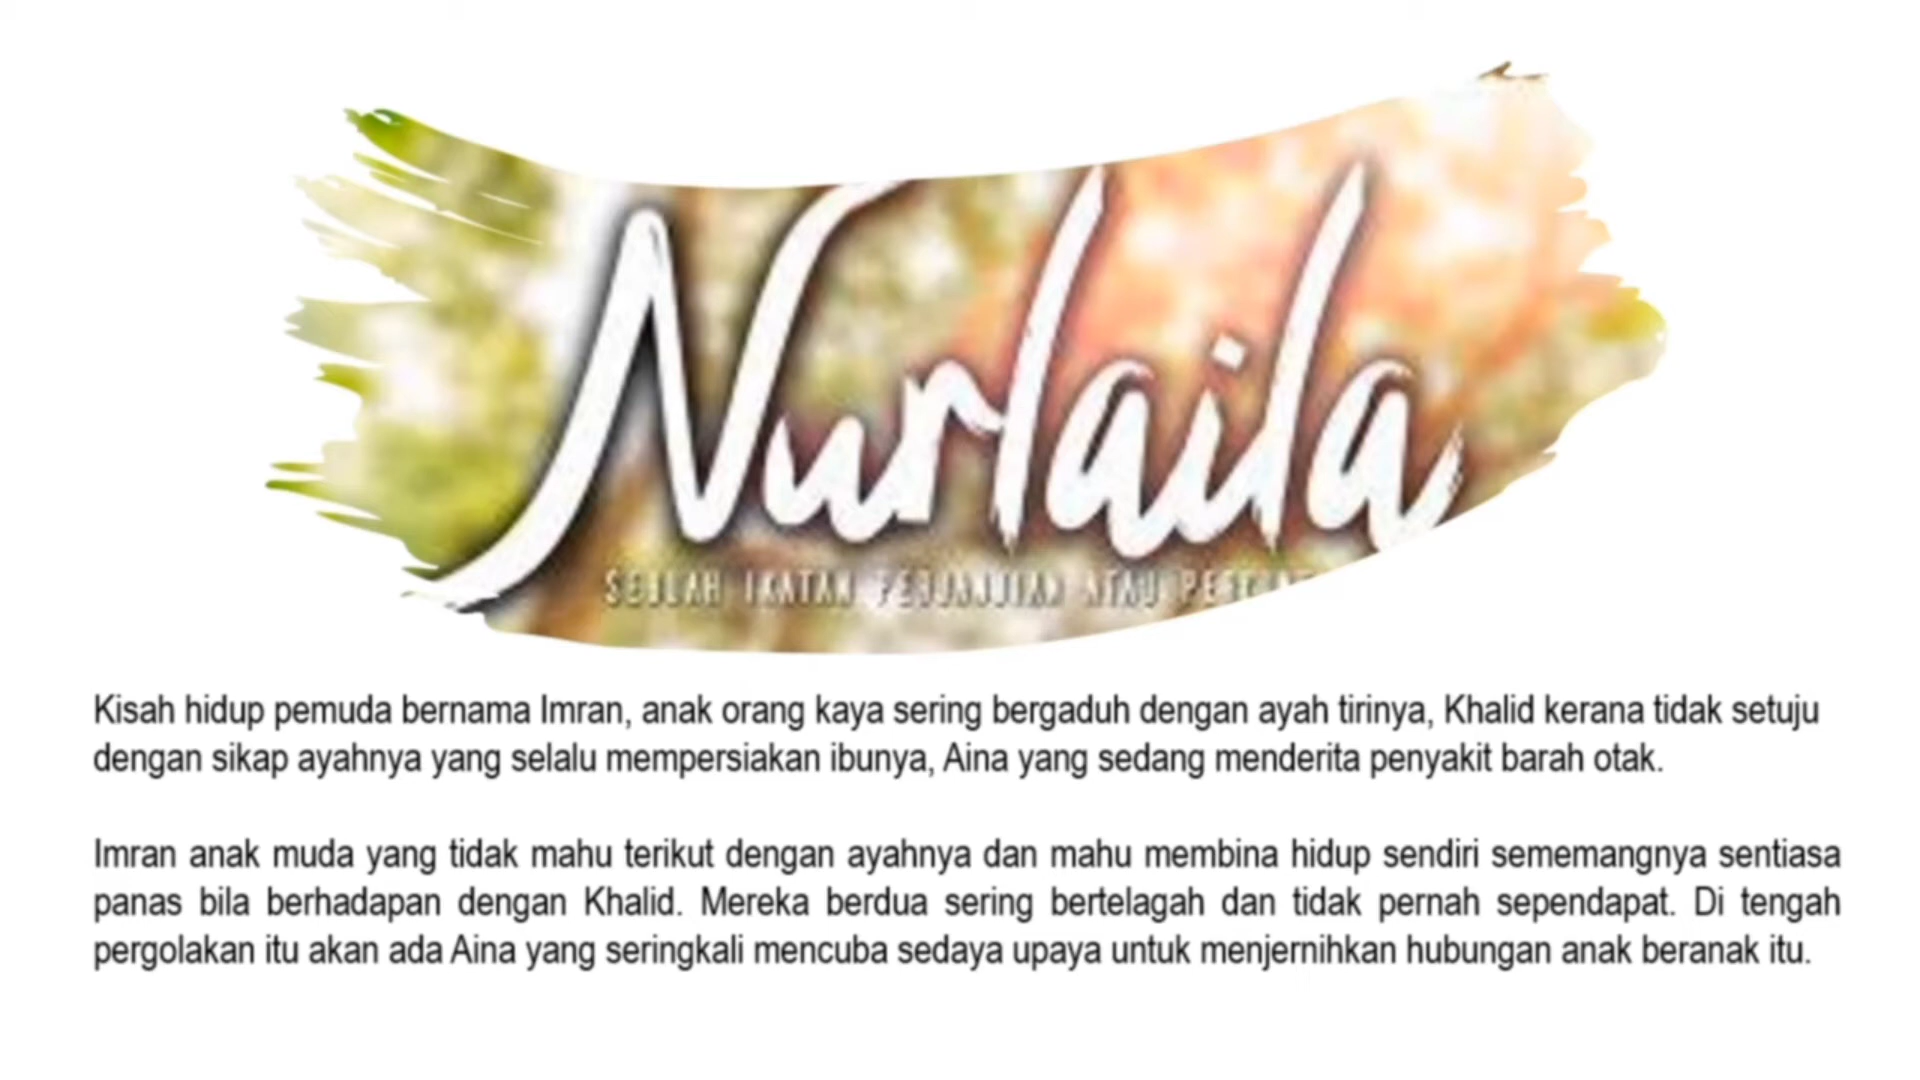 Nurlaila
SEBUAH IKATAN PERJANJIAN ATAU
Kisah hidup pemuda bernama Imran, anak orang kaya sering bergaduh dengan ayah tirinya, Khalid kerana tidak setuju
dengan sikap ayahnya yang selalu mempersiakan ibunya, Aina yang sedang menderita penyakit barah otak.
Imran anak muda yang tidak mahu terikut dengan ayahnya dan mahu membina hidup sendiri sememangnya sentiasa
panas bila berhadapan dengan Khalid. Mereka berdua sering bertelagah dan tidak pernah sependapat. Di tengah
pergolakan itu akan ada Aina yang seringkali mencuba sedaya upaya untuk menjernihkan hubungan anak beranak itu.